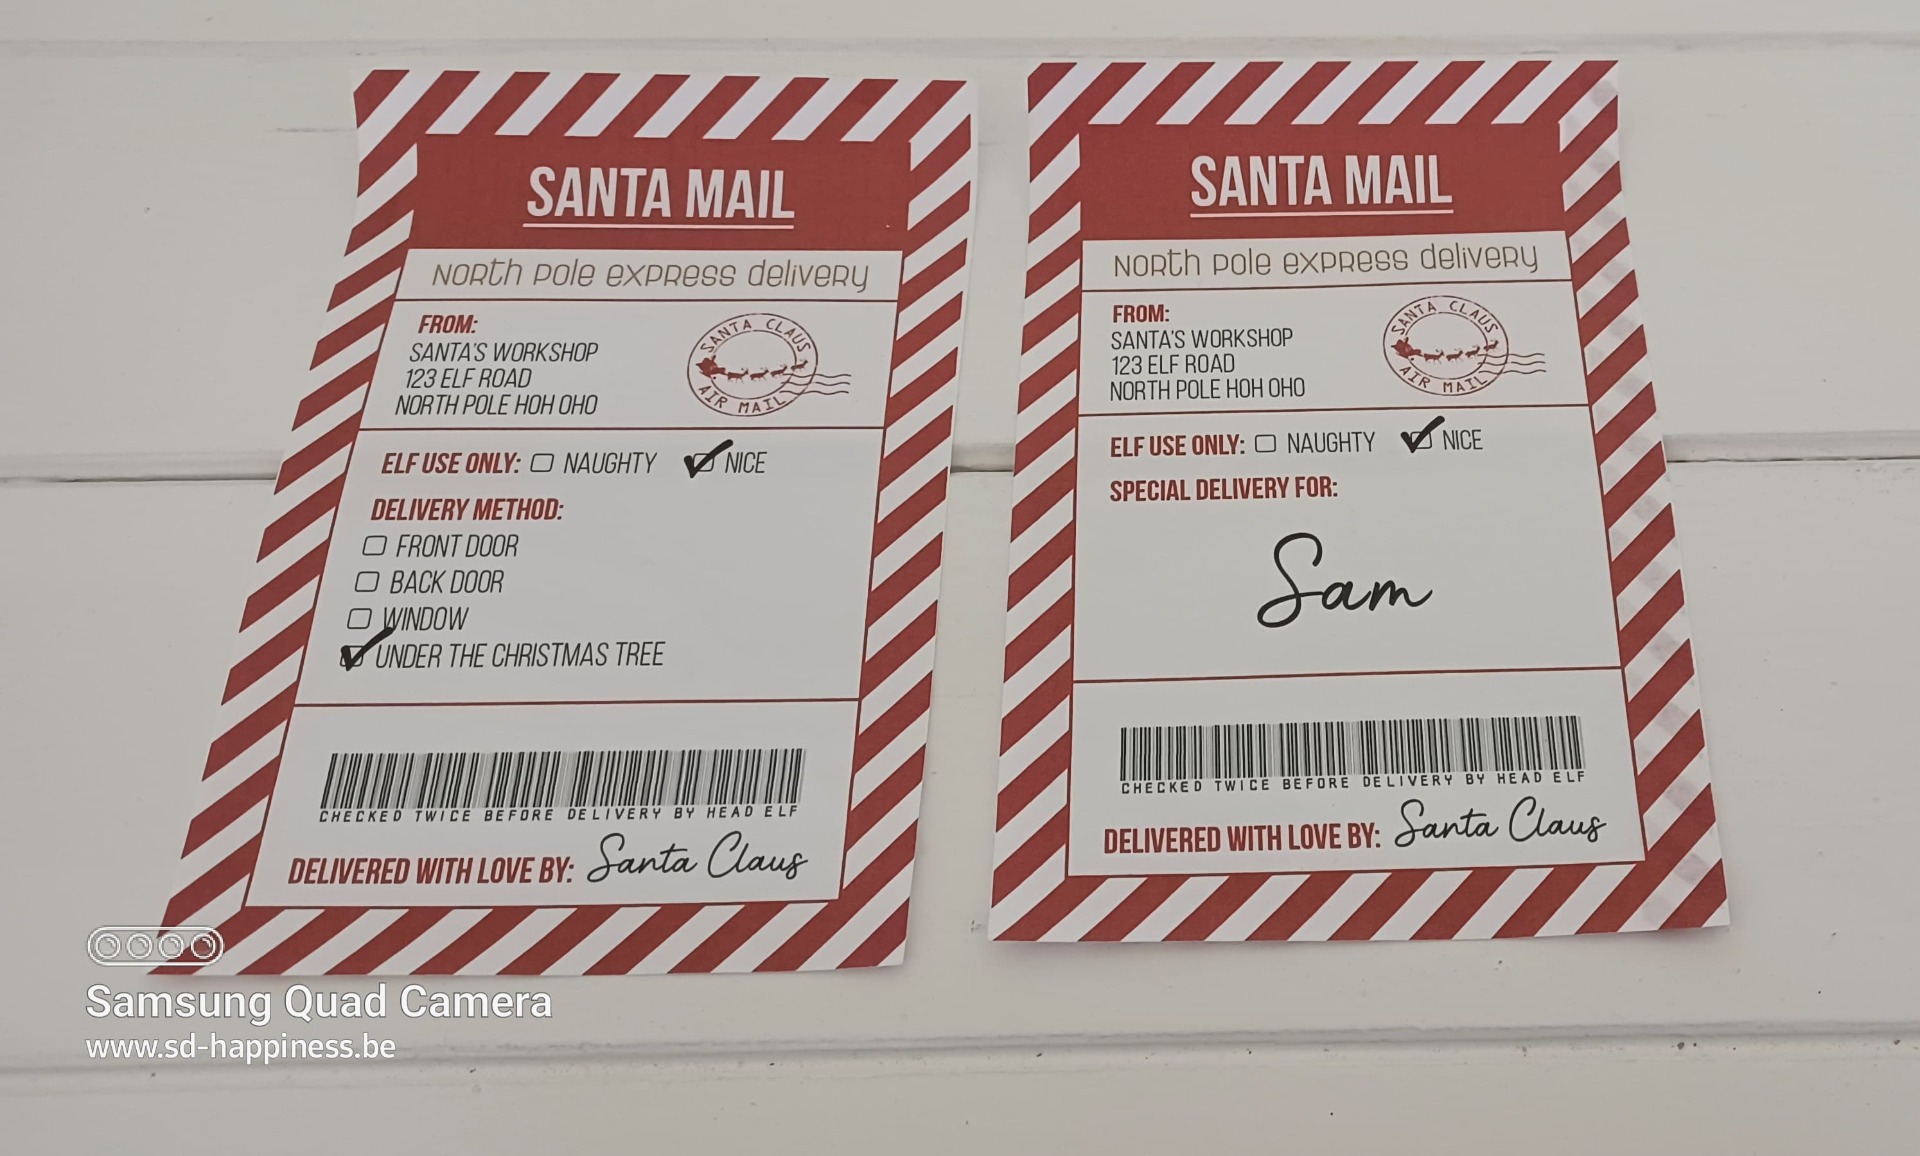 SANTA MAIL
North Pole Express Delivery
FROM:
SANTA'S WORKSHOP
123 ELF ROAD
NORTH POLE HOH OHO
SANTA CLAUS
AIR MAIL
ELF USE ONLY: NAUGHTY NICE
DELIVERY METHOD:
FRONT DOOR
BACK DOOR
WINDOW
UNDER THE CHRISTMAS TREE
CHECKED TWICE BEFORE DELIVERY BY HEAD ELF
DELIVERED WITH LOVE BY: Santa Claus
SANTA MAIL
North Pole Express Delivery
FROM:
SANTA'S WORKSHOP
123 ELF ROAD
NORTH POLE HOH OHO
SANTA CLAUS
AIR MAIL
ELF USE ONLY: NAUGHTY NICE
SPECIAL DELIVERY FOR:
Sam
CHECKED TWICE BEFORE DELIVERY BY HEAD ELF
DELIVERED WITH LOVE BY: Santa Claus
Samsung Quad Camera
www.sd-happiness.be